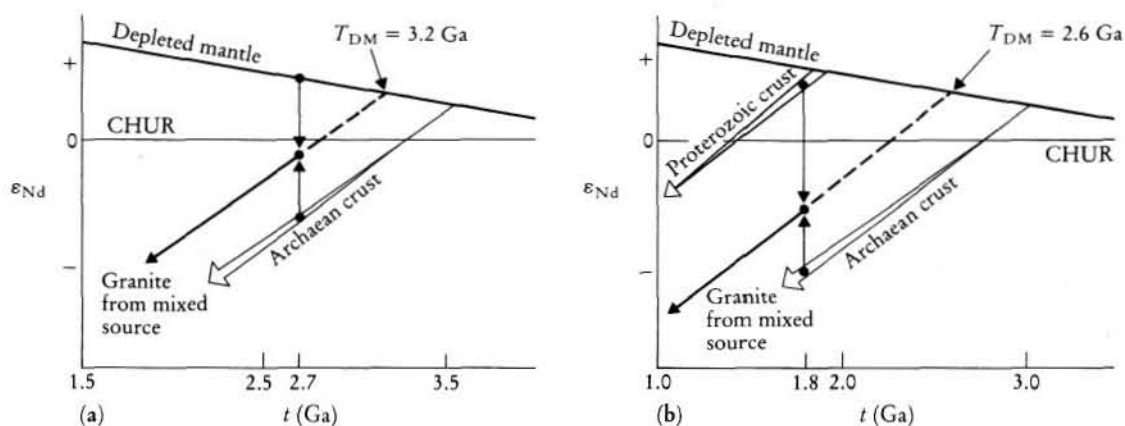 Depleted mantle
T_DM = 3.2 Ga
+
CHUR
0
ε_Nd
Archaean crust
−
Granite
from mixed
source
1.5
2.5
2.7
3.5
(a)
t (Ga)
Depleted mantle
T_DM = 2.6 Ga
+
Proterozoic crust
0
CHUR
ε_Nd
Archaean crust
−
Granite
from mixed
source
1.0
1.8
2.0
3.0
(b)
t (Ga)